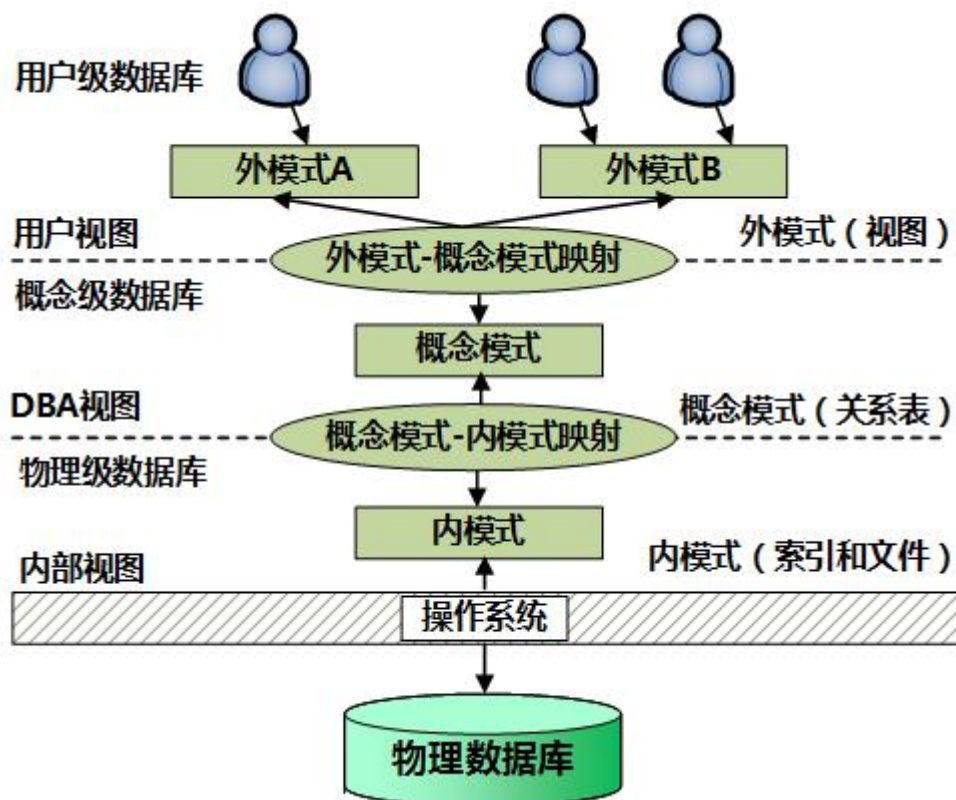 用户级数据库
外模式A
外模式B
用户视图
外模式（视图）
外模式-概念模式映射
概念级数据库
概念模式
DBA视图
概念模式（关系表）
概念模式-内模式映射
物理级数据库
内模式
内部视图
内模式（索引和文件）
操作系统
物理数据库